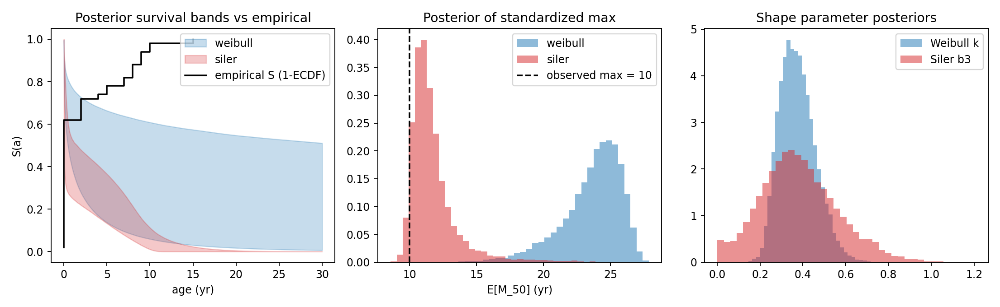 Posterior survival bands vs empirical
S(a)
1.0
0.8
0.6
0.4
0.2
0.0
0 5 10 15 20 25 30
age (yr)
weibull
siler
empirical S (1-ECDF)
Posterior of standardized max
0.40
0.35
0.30
0.25
0.20
0.15
0.10
0.05
0.00
10 15 20 25
E[M_50] (yr)
weibull
siler
observed max = 10
Shape parameter posteriors
5
4
3
2
1
0
0.0 0.2 0.4 0.6 0.8 1.0 1.2
Weibull k
Siler b3